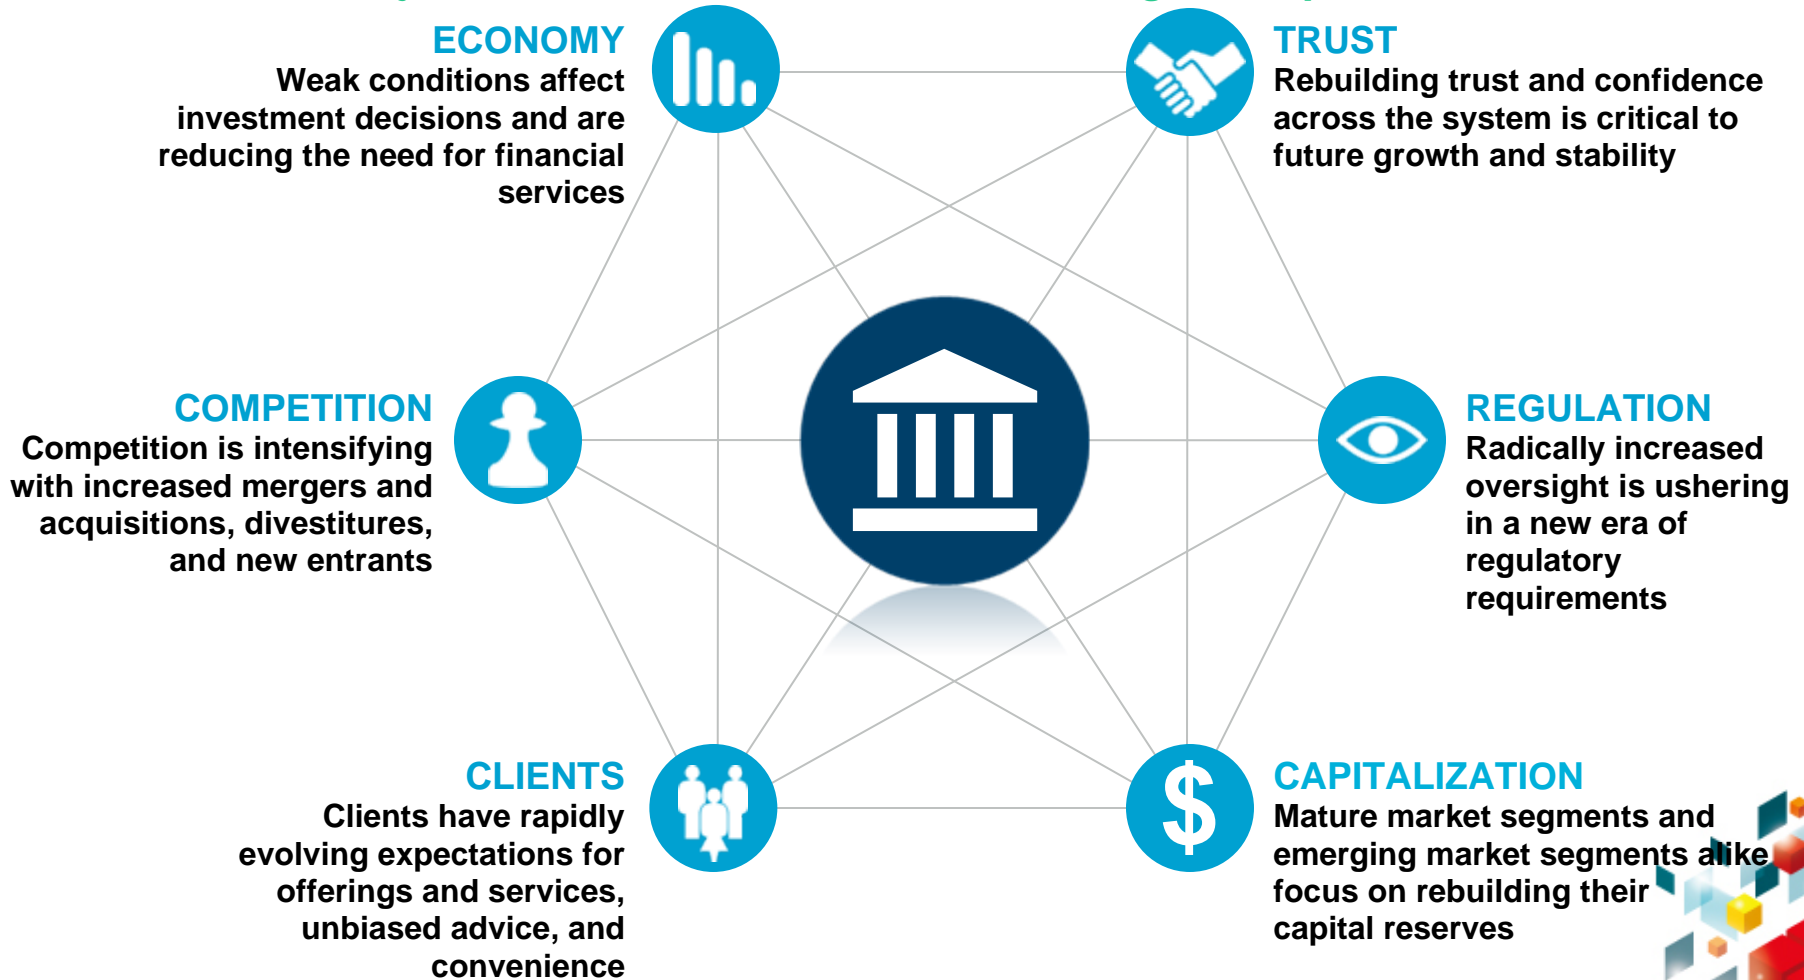 ECONOMY
Weak conditions affect
investment decisions and are
reducing the need for financial
services
TRUST
Rebuilding trust and confidence
across the system is critical to
future growth and stability
COMPETITION
Competition is intensifying
with increased mergers and
acquisitions, divestitures,
and new entrants
REGULATION
Radically increased
oversight is ushering
in a new era of
regulatory
requirements
CLIENTS
Clients have rapidly
evolving expectations for
offerings and services,
unbiased advice, and
convenience
$
CAPITALIZATION
Mature market segments and
emerging market segments alike
focus on rebuilding their
capital reserves